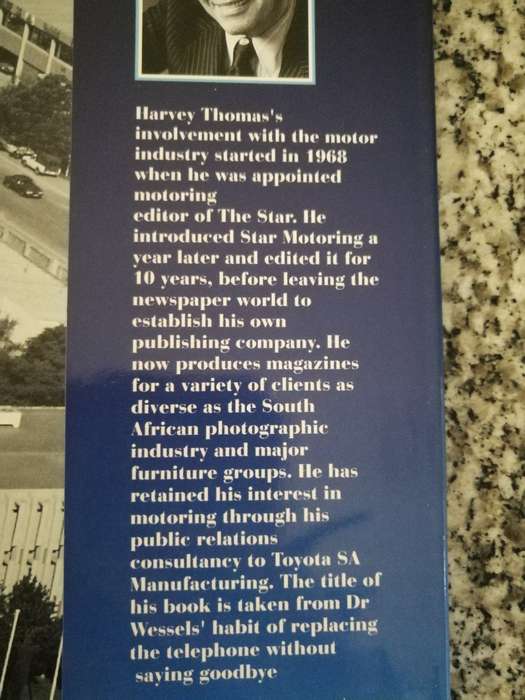 Harvey Thomas's
involvement with the motor
industry started in 1968
when he was appointed
motoring
editor of The Star. He
introduced Star Motoring a
year later and edited it for
10 years, before leaving the
newspaper world to
establish his own
publishing company. He
now produces magazines
for a variety of clients as
diverse as the South
African photographic
industry and major
furniture groups. He has
retained his interest in
motoring through his
public relations
consultancy to Toyota SA
Manufacturing. The title of
his book is taken from Dr
Wessels' habit of replacing
the telephone without
saying goodbye